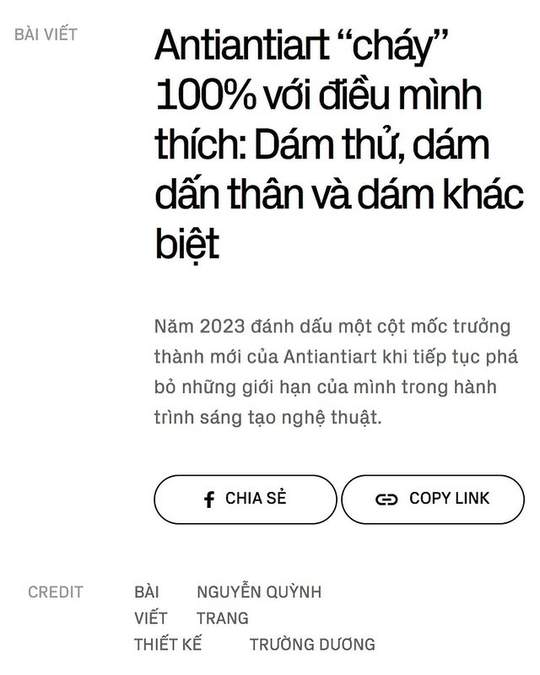 BÀI VIẾT
Antiantiart “cháy”
100% với điều mình
thích: Dám thử, dám
dấn thân và dám khác
biệt
Năm 2023 đánh dấu một cột mốc trưởng
thành mới của Antiantiart khi tiếp tục phá
bỏ những giới hạn của mình trong hành
trình sáng tạo nghệ thuật.
CHIA SẺ
COPY LINK
CREDIT
BÀI NGUYỄN QUỲNH
VIẾT TRANG
THIẾT KẾ TRƯỜNG DƯƠNG